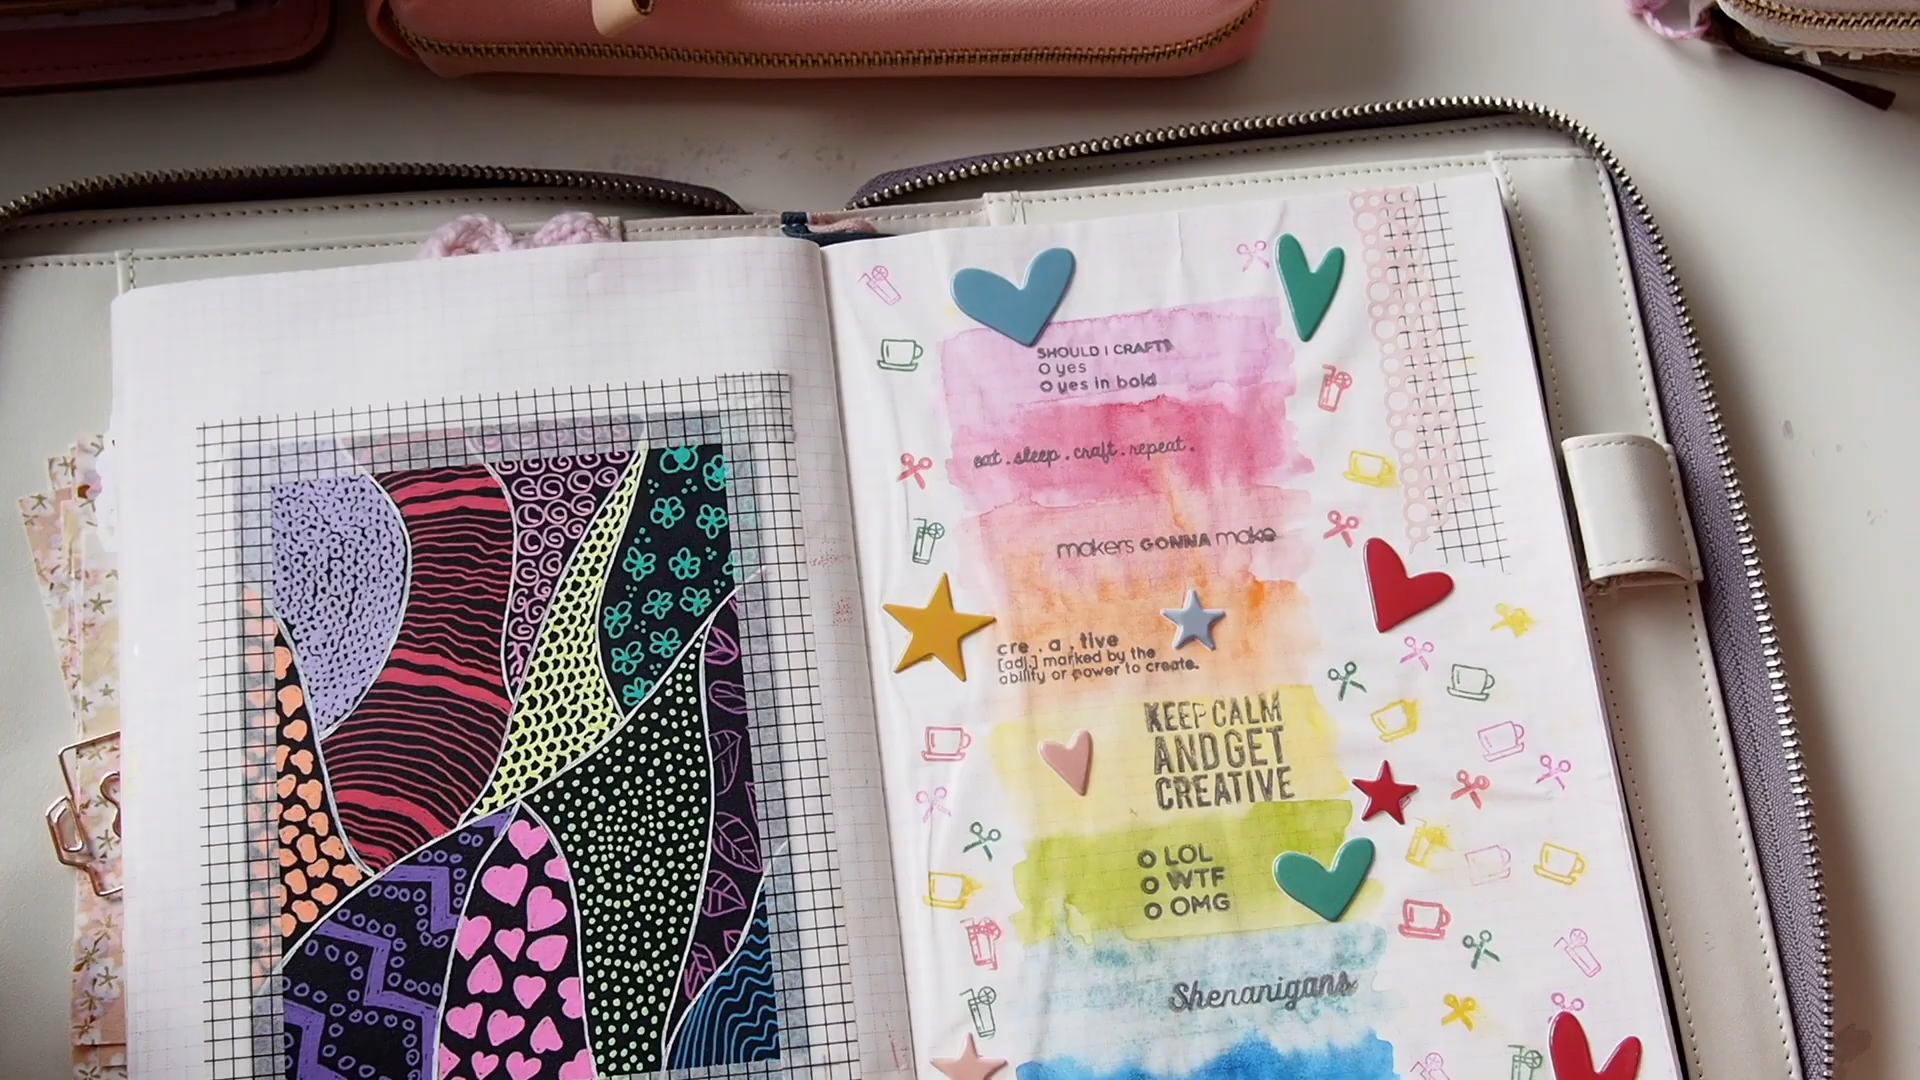 SHOULD I CRAFT?
O yes
O yes in bold
eat . sleep . craft . repeat .
makers GONNA make
cre . a . tive
[adj.] marked by the
ability or power to create.
KEEP CALM
AND GET
CREATIVE
O LOL
O WTF
O OMG
Shenanigans